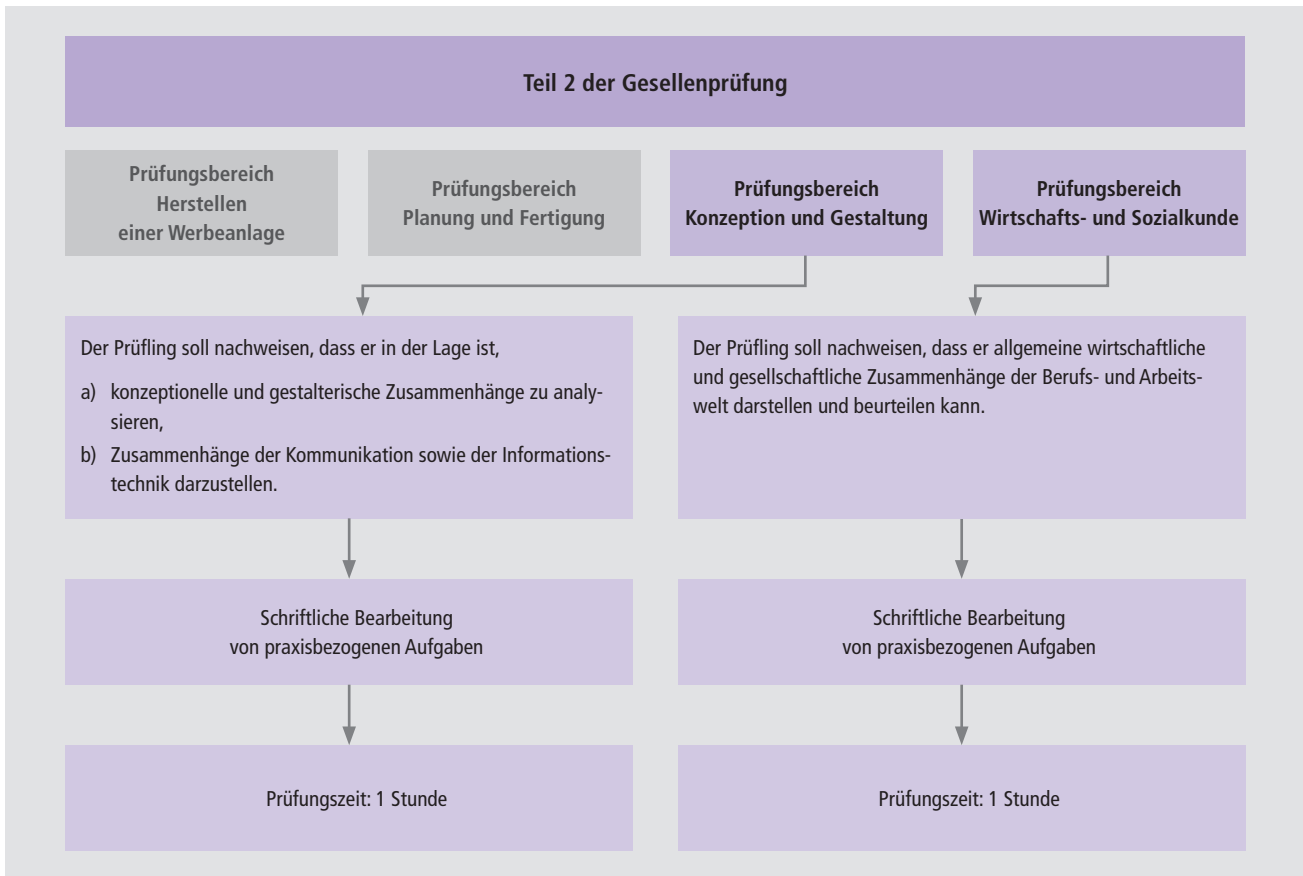 Teil 2 der Gesellenprüfung
Prüfungsbereich
Herstellen
einer Werbeanlage
Prüfungsbereich
Planung und Fertigung
Prüfungsbereich
Konzeption und Gestaltung
Prüfungsbereich
Wirtschafts- und Sozialkunde
Der Prüfling soll nachweisen, dass er in der Lage ist,
a) konzeptionelle und gestalterische Zusammenhänge zu analy-
sieren,
b) Zusammenhänge der Kommunikation sowie der Informations-
technik darzustellen.
Der Prüfling soll nachweisen, dass er allgemeine wirtschaftliche
und gesellschaftliche Zusammenhänge der Berufs- und Arbeits-
welt darstellen und beurteilen kann.
Schriftliche Bearbeitung
von praxisbezogenen Aufgaben
Schriftliche Bearbeitung
von praxisbezogenen Aufgaben
Prüfungszeit: 1 Stunde
Prüfungszeit: 1 Stunde